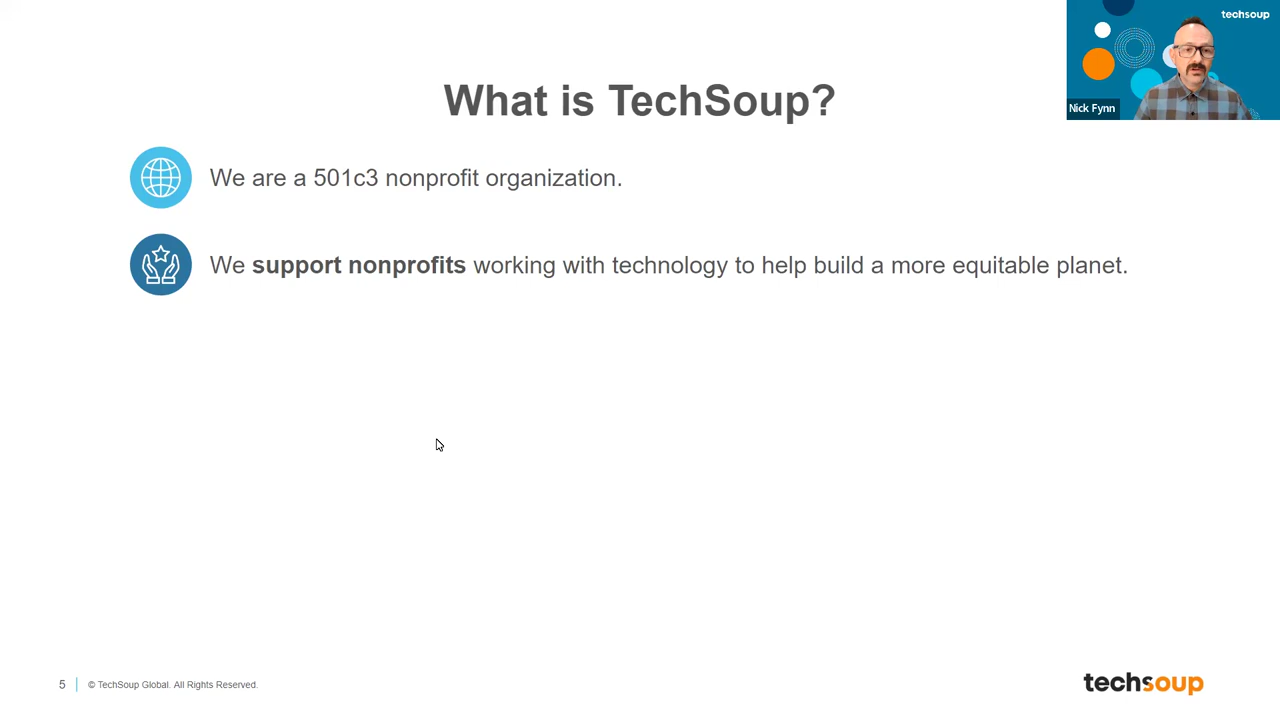 techsoup
Nick Fynn
What is TechSoup?
We are a 501c3 nonprofit organization.
We support nonprofits working with technology to help build a more equitable planet.
5
© TechSoup Global. All Rights Reserved.
techsoup